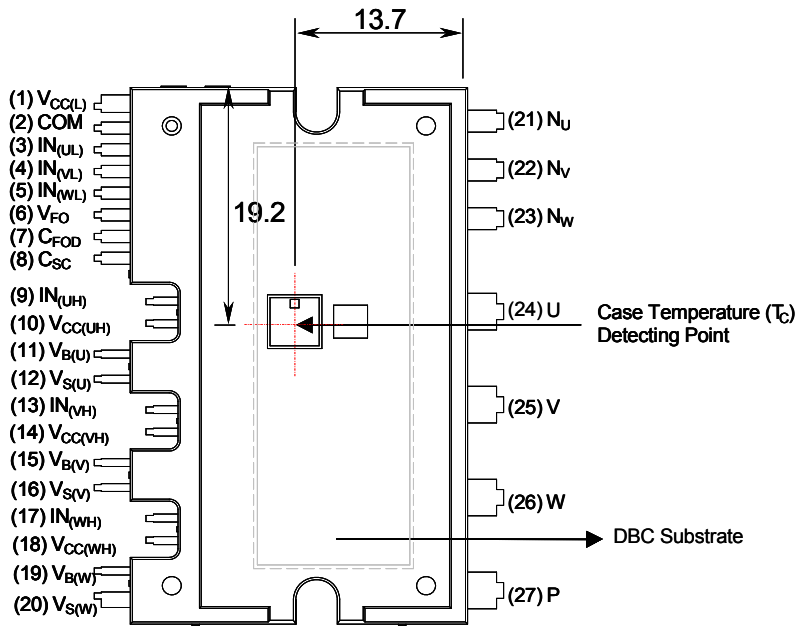 13.7
19.2
(1) VCC(L)
(2) COM
(3) IN(UL)
(4) IN(VL)
(5) IN(WL)
(6) VFO
(7) CFOD
(8) CSC
(9) IN(UH)
(10) VCC(UH)
(11) VB(U)
(12) VS(U)
(13) IN(VH)
(14) VCC(VH)
(15) VB(V)
(16) VS(V)
(17) IN(WH)
(18) VCC(WH)
(19) VB(W)
(20) VS(W)
(21) NU
(22) NV
(23) NW
(24) U
(25) V
(26) W
(27) P
Case Temperature (TC)
Detecting Point
DBC Substrate